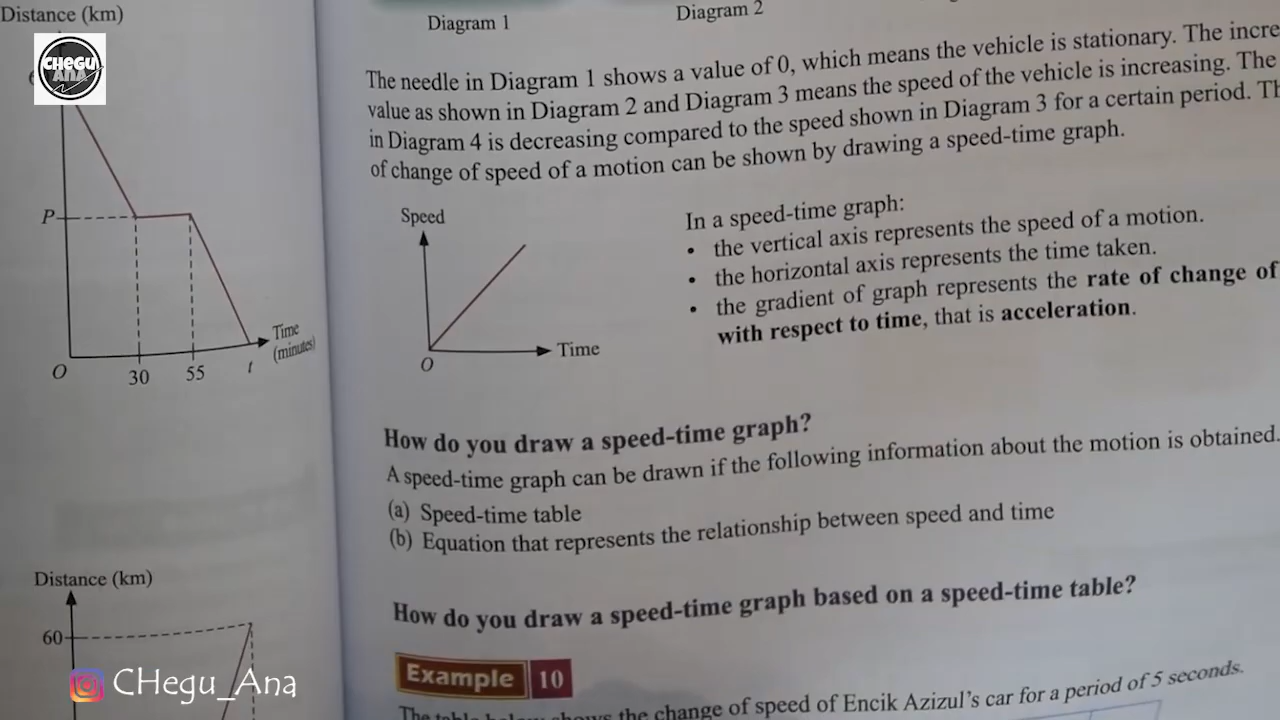 Distance (km)
CHEGU
ANA
P
O
30
55
t
Time
(minutes)
Distance (km)
60
CHegu_Ana
Diagram 1
Diagram 2
The needle in Diagram 1 shows a value of 0, which means the vehicle is stationary. The
value as shown in Diagram 2 and Diagram 3 means the speed of the vehicle is increasing. The
in Diagram 4 is decreasing compared to the speed shown in Diagram 3 for a certain period.
of change of speed of a motion can be shown by drawing a speed-time graph.
Speed
O
Time
In a speed-time graph:
• the vertical axis represents the speed of a motion.
• the horizontal axis represents the time taken.
• the gradient of graph represents the rate of change of
with respect to time, that is acceleration.
How do you draw a speed-time graph?
A speed-time graph can be drawn if the following information about the motion is obtained.
(a) Speed-time table
(b) Equation that represents the relationship between speed and time
How do you draw a speed-time graph based on a speed-time table?
Example 10
The table below shows the change of speed of Encik Azizul's car for a period of 5 seconds.